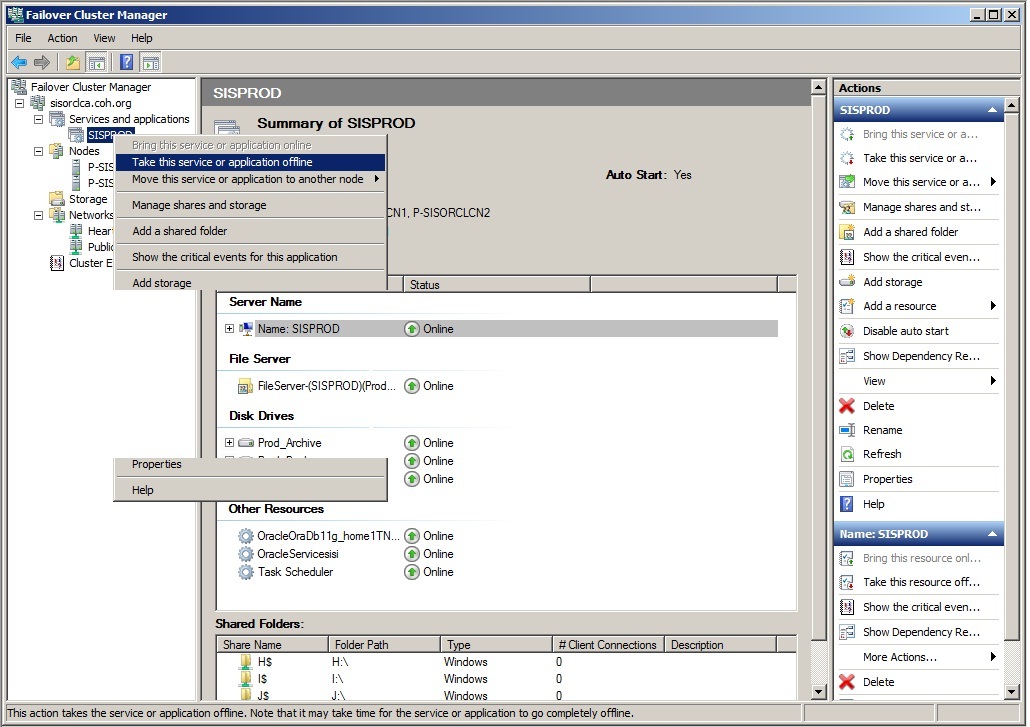 Failover Cluster Manager
File Action View Help
Failover Cluster Manager
sisorclca.coh.org
Services and applications
SISPROD
Nodes
P-SIS
P-SIS
Storage
Networks
Heart
Public
Cluster E
Bring this service or application online
Take this service or application offline
Move this service or application to another node
Manage shares and storage
Add a shared folder
Show the critical events for this application
Add storage
Properties
Help
SISPROD
Summary of SISPROD
Auto Start: Yes
CN1, P-SISORCLCN2
Status
Server Name
Name: SISPROD Online
File Server
FileServer-(SISPROD)(Prod... Online
Disk Drives
Prod_Archive Online
Online
Online
Other Resources
OracleOraDb11g_home1TN... Online
OracleServicesisi Online
Task Scheduler Online
Shared Folders:
Share Name Folder Path Type # Client Connections Description
H$ H:\ Windows 0
I$ I:\ Windows 0
J$ J:\ Windows 0
Actions
SISPROD
Bring this service or a...
Take this service or a...
Move this service or a...
Manage shares and st...
Add a shared folder
Show the critical even...
Add storage
Add a resource
Disable auto start
Show Dependency Re...
View
Delete
Rename
Refresh
Properties
Help
Name: SISPROD
Bring this resource onl...
Take this resource off...
Show the critical even...
Show Dependency Re...
More Actions...
Delete
This action takes the service or application offline. Note that it may take time for the service or application to go completely offline.